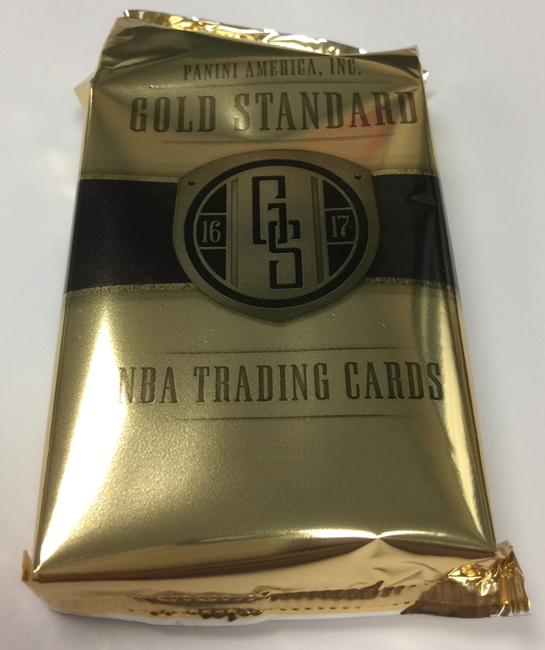 PANINI AMERICA, INC.
GOLD STANDARD
16 GS 17
NBA TRADING CARDS